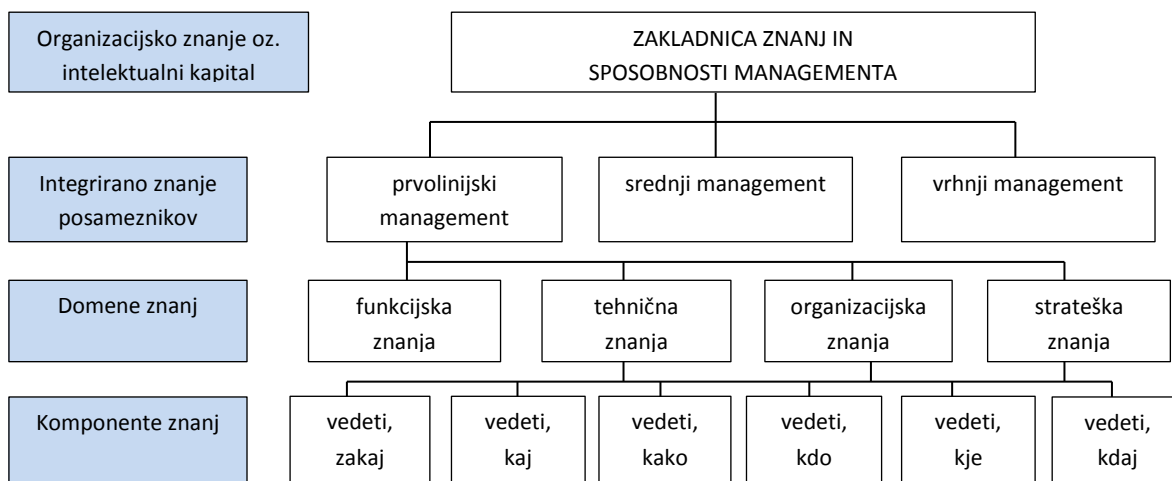 Organizacijsko znanje oz.
intelektualni kapital
ZAKLADNICA ZNANJ IN
SPOSOBNOSTI MANAGEMENTA
Integrirano znanje
posameznikov
prvolinijski
management
srednji management
vrhnji management
Domene znanj
funkcijska
znanja
tehnična
znanja
organizacijska
znanja
strateška
znanja
Komponente znanj
vedeti,
zakaj
vedeti,
kaj
vedeti,
kako
vedeti,
kdo
vedeti,
kje
vedeti,
kdaj